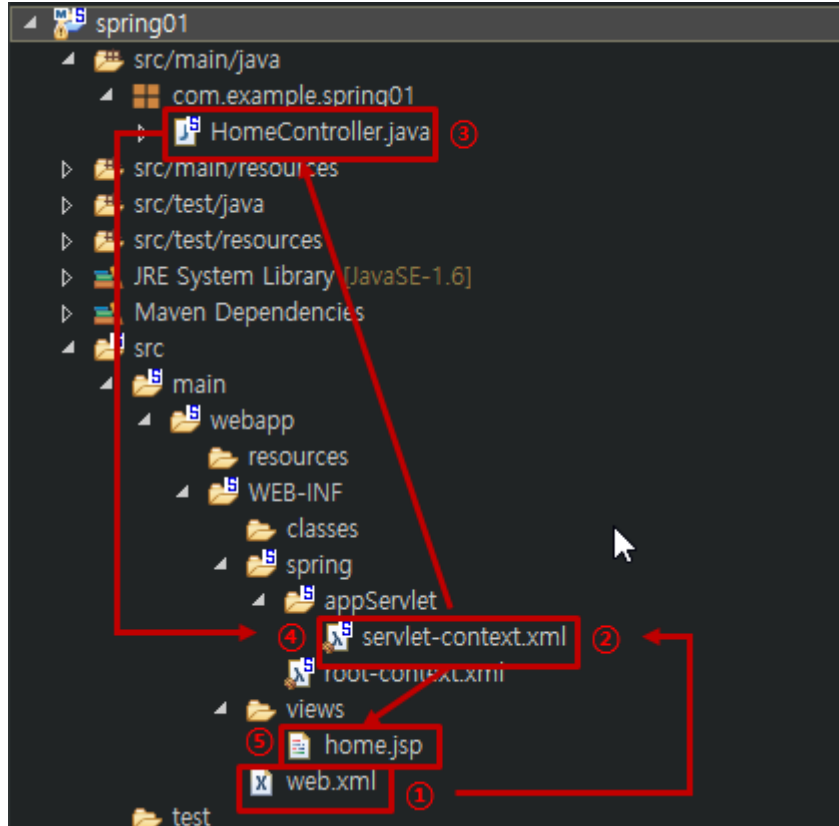 spring01
src/main/java
com.example.spring01
HomeController.java ③
src/main/resources
src/test/java
src/test/resources
JRE System Library [JavaSE-1.6]
Maven Dependencies
src
main
webapp
resources
WEB-INF
classes
spring
appServlet
④ servlet-context.xml ②
root-context.xml
views
⑤ home.jsp
web.xml ①
test